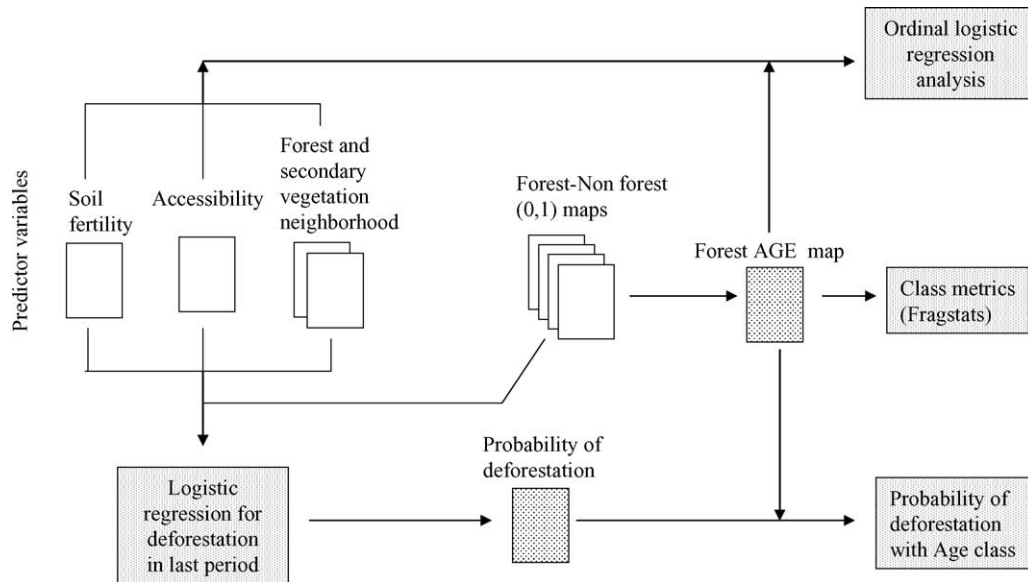 Ordinal logistic
regression
analysis
Predictor variables
Soil
fertility
Accessibility
Forest and
secondary
vegetation
neighborhood
Forest-Non forest
(0,1) maps
Forest AGE map
Class metrics
(Fragstats)
Logistic
regression for
deforestation
in last period
Probability of
deforestation
Probability of
deforestation
with Age class